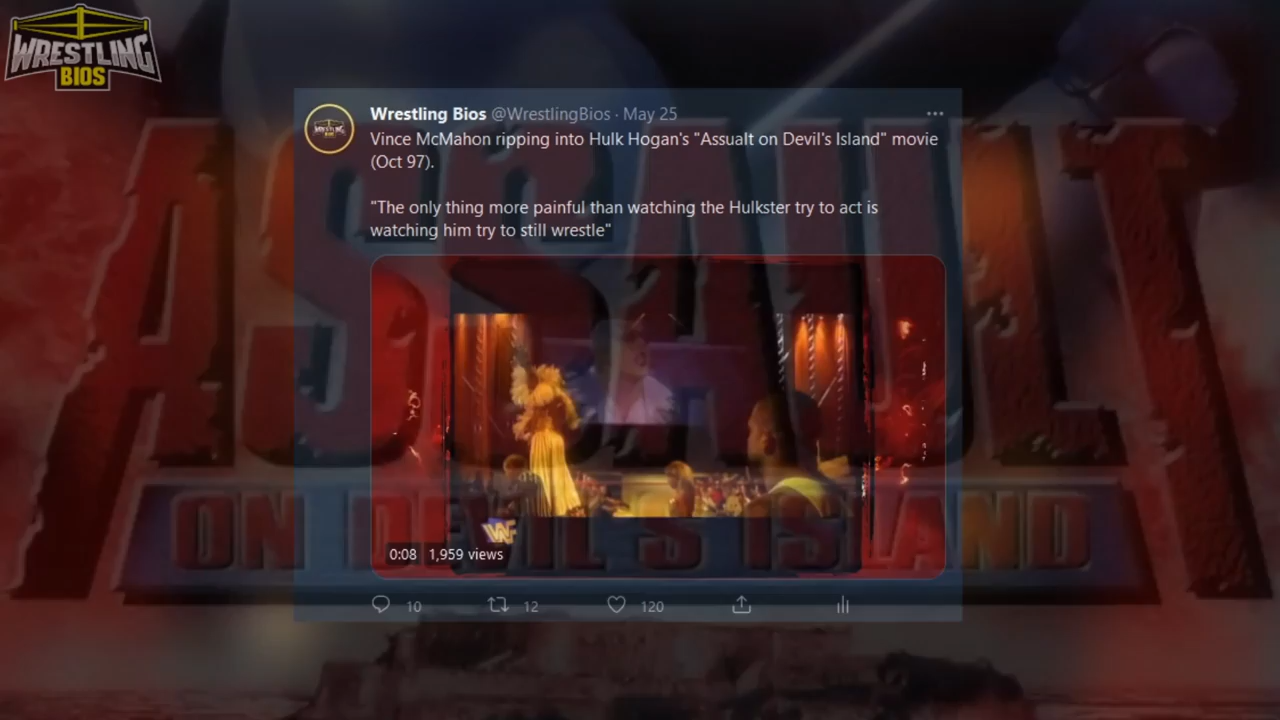 WRESTLING
BIOS
Wrestling Bios @WrestlingBios · May 25
Vince McMahon ripping into Hulk Hogan's "Assualt on Devil's Island" movie
(Oct 97).
"The only thing more painful than watching the Hulkster try to act is
watching him try to still wrestle"
ASSAULT
ON DEVIL'S ISLAND
0:08 1,959 views
10 12 120